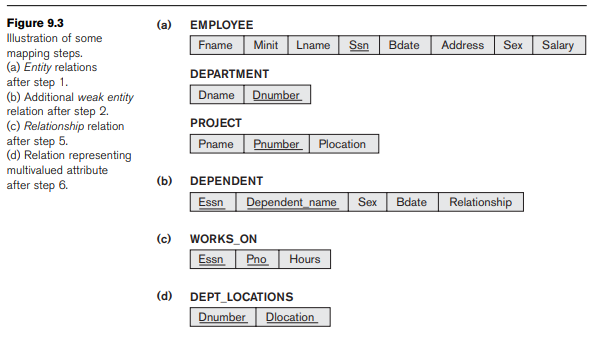 Figure 9.3
Illustration of some
mapping steps.
(a) Entity relations
after step 1.
(b) Additional weak entity
relation after step 2.
(c) Relationship relation
after step 5.
(d) Relation representing
multivalued attribute
after step 6.
(a) EMPLOYEE
Fname Minit Lname Ssn Bdate Address Sex Salary
DEPARTMENT
Dname Dnumber
PROJECT
Pname Pnumber Plocation
(b) DEPENDENT
Essn Dependent_name Sex Bdate Relationship
(c) WORKS_ON
Essn Pno Hours
(d) DEPT_LOCATIONS
Dnumber Dlocation